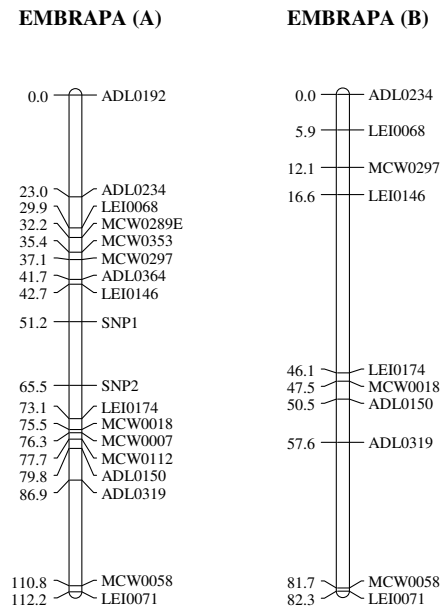 EMBRAPA (A)
0.0 ADL0192
23.0 ADL0234
29.9 LEI0068
32.2 MCW0289E
35.4 MCW0353
37.1 MCW0297
41.7 ADL0364
42.7 LEI0146
51.2 SNP1
65.5 SNP2
73.1 LEI0174
75.5 MCW0018
76.3 MCW0007
77.7 MCW0112
79.8 ADL0150
86.9 ADL0319
110.8 MCW0058
112.2 LEI0071
EMBRAPA (B)
0.0 ADL0234
5.9 LEI0068
12.1 MCW0297
16.6 LEI0146
46.1 LEI0174
47.5 MCW0018
50.5 ADL0150
57.6 ADL0319
81.7 MCW0058
82.3 LEI0071